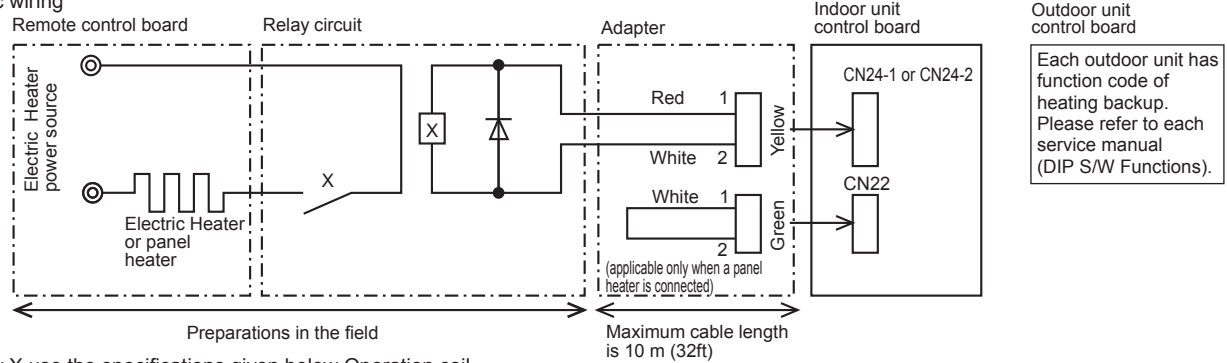 c wiring
Remote control board
Relay circuit
Adapter
Indoor unit
control board
Outdoor unit
control board
Electric Heater
power source
Electric Heater
or panel
heater
X
X
Red 1
White 2
Yellow
White 1
2
Green
(applicable only when a panel
heater is connected)
CN24-1 or CN24-2
CN22
Each outdoor unit has
function code of
heating backup.
Please refer to each
service manual
(DIP S/W Functions).
Preparations in the field
Maximum cable length
is 10 m (32ft)
X use the specifications given below Operation coil